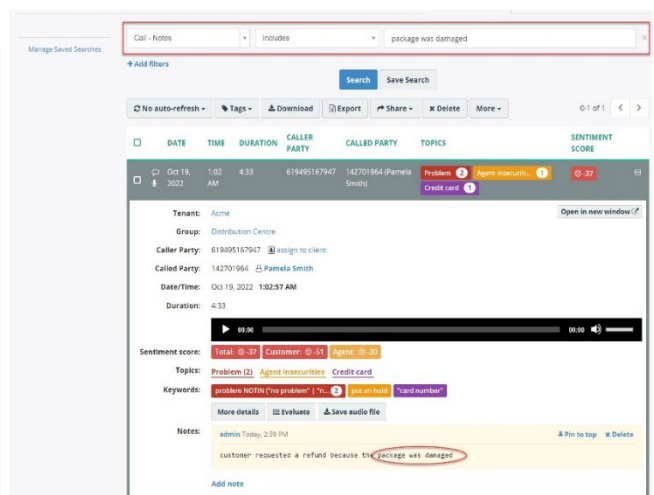 Manage Saved Searches
Call - Notes Includes package was damaged
+ Add filters
Search Save Search
No auto-refresh Tags Download Export Share Delete More 0-1 of 1
DATE TIME DURATION CALLER PARTY CALLED PARTY TOPICS SENTIMENT SCORE
Oct 19, 2022 1:02 AM 4:33 619495167947 142701964 (Pamela Smith) Problem 2 Agent insecuriti... 1 Credit card 1 -37
Tenant: Acme Open in new window
Group: Distribution Centre
Caller Party: 619495167947 assign to client
Called Party: 142701964 Pamela Smith
Date/Time: Oct 19, 2022 1:02:57 AM
Duration: 4:33
00:00 00:00
Sentiment score: Total: -37 Customer: -51 Agent: -30
Topics: Problem (2) Agent insecurities Credit card
Keywords: problem NOTIN ("no problem" | "n... 2 put on hold "card number"
More details Evaluate Save audio file
Notes: admin Today, 2:59 PM Pin to top Delete
customer requested a refund because the package was damaged
Add note